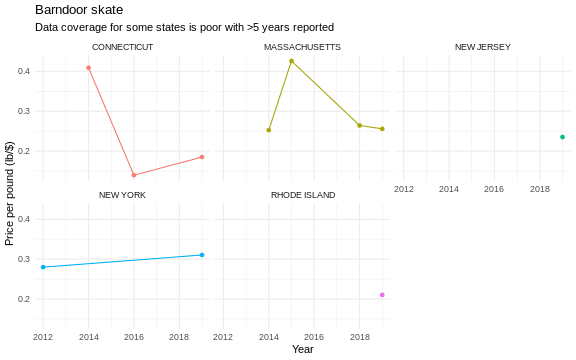 Barndoor skate
Data coverage for some states is poor with >5 years reported
CONNECTICUT MASSACHUSETTS NEW JERSEY
0.4
0.3
0.2
2012 2014 2016 2018
NEW YORK RHODE ISLAND
0.4
0.3
0.2
2012 2014 2016 2018 2012 2014 2016 2018
Year
Price per pound (lb/$)